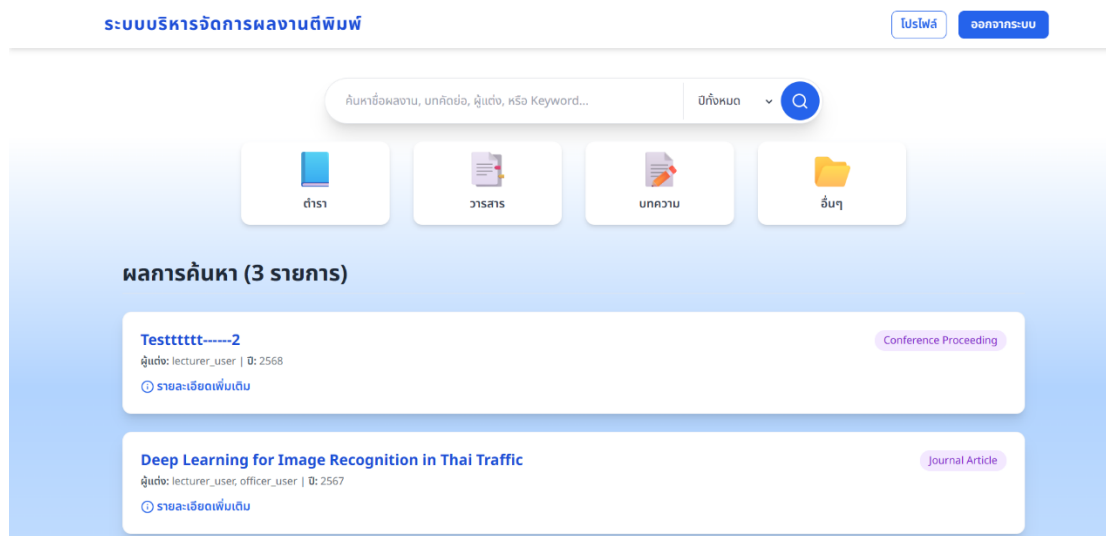 ระบบบริหารจัดการผลงานตีพิมพ์
โปรไฟล์
ออกจากระบบ
ค้นหาชื่อผลงาน, บทคัดย่อ, ผู้แต่ง, หรือ Keyword...
ปีทั้งหมด
ตำรา
วารสาร
บทความ
อื่นๆ
ผลการค้นหา (3 รายการ)
Testttttt------2
Conference Proceeding
ผู้แต่ง: lecturer_user | ปี: 2568
รายละเอียดเพิ่มเติม
Deep Learning for Image Recognition in Thai Traffic
Journal Article
ผู้แต่ง: lecturer_user, officer_user | ปี: 2567
รายละเอียดเพิ่มเติม